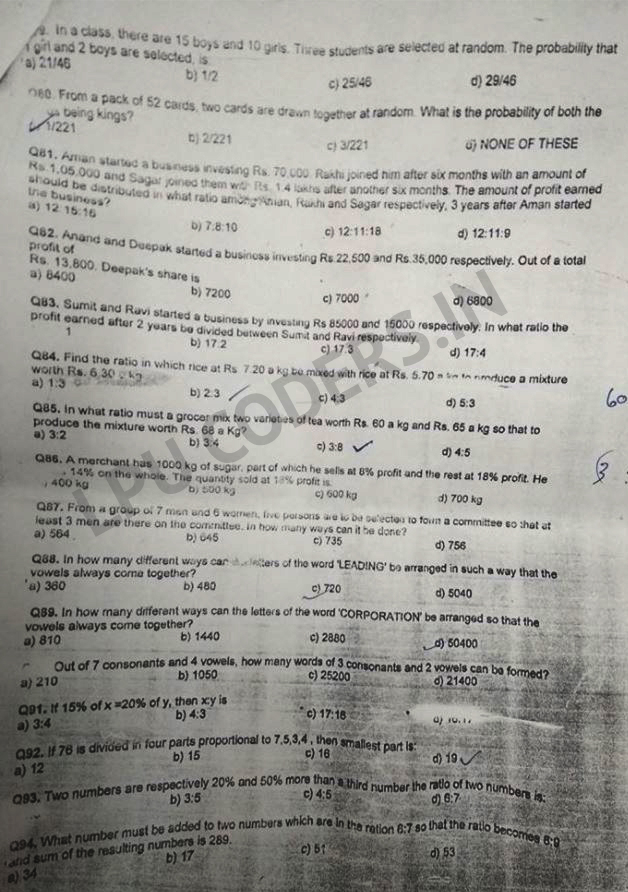 9. In a class, there are 15 boys and 10 girls. Three students are selected at random. The probability that
1 girl and 2 boys are selected, is
a) 21/46 b) 1/2 c) 25/46 d) 29/46
Q80. From a pack of 52 cards, two cards are drawn together at random. What is the probability of both the
being kings?
1/221 b) 2/221 c) 3/221 d) NONE OF THESE
Q81. Aman started a business investing Rs. 70,000. Rakhi joined him after six months with an amount of
Rs. 1,05,000 and Sagar joined them with Rs. 1.4 lakhs after another six months. The amount of profit earned
should be distributed in what ratio among Aman, Rakhi and Sagar respectively, 3 years after Aman started
the business?
a) 12:15:16 b) 7:8:10 c) 12:11:18 d) 12:11:9
Q82. Anand and Deepak started a business investing Rs.22,500 and Rs.35,000 respectively. Out of a total
profit of
Rs. 13,800. Deepak's share is
a) 8400 b) 7200 c) 7000 d) 6800
Q83. Sumit and Ravi started a business by investing Rs 85000 and 15000 respectively. In what ratio the
profit earned after 2 years be divided between Sumit and Ravi respectively.
1 b) 17:2 c) 17:3 d) 17:4
Q84. Find the ratio in which rice at Rs. 7.20 a kg be mixed with rice at Rs. 5.70 a kg to produce a mixture
worth Rs. 6.30 a kg
a) 1:3 b) 2:3 c) 4:3 d) 5:3
60
Q85. In what ratio must a grocer mix two varieties of tea worth Rs. 60 a kg and Rs. 65 a kg so that to
produce the mixture worth Rs. 68 a Kg?
a) 3:2 b) 3:4 c) 3:8 d) 4:5
Q86. A merchant has 1000 kg of sugar, part of which he sells at 8% profit and the rest at 18% profit. He
14% on the whole. The quantity sold at 18% profit is
400 kg b) 500 kg c) 600 kg d) 700 kg
Q87. From a group of 7 men and 6 women, five persons are to be selected to form a committee so that at
least 3 men are there on the committee. In how many ways can it be done?
a) 564 b) 645 c) 735 d) 756
Q88. In how many different ways can the letters of the word 'LEADING' be arranged in such a way that the
vowels always come together?
a) 360 b) 480 c) 720 d) 5040
Q89. In how many different ways can the letters of the word 'CORPORATION' be arranged so that the
vowels always come together?
a) 810 b) 1440 c) 2880 d) 50400
Out of 7 consonants and 4 vowels, how many words of 3 consonants and 2 vowels can be formed?
a) 210 b) 1050 c) 25200 d) 21400
Q91. If 15% of x =20% of y, then x:y is
a) 3:4 b) 4:3 c) 17:16 d)
Q92. If 76 is divided in four parts proportional to 7,5,3,4 , then smallest part is:
a) 12 b) 15 c) 16 d) 19
Q93. Two numbers are respectively 20% and 50% more than a third number the ratio of two numbers is:
b) 3:5 c) 4:5 d) 6:7
Q94. What number must be added to two numbers which are in the ration 6:7 so that the ratio becomes 8:9
and sum of the resulting numbers is 289.
a) 34 b) 17 c) 51 d) 53
LPU CODERS.IN